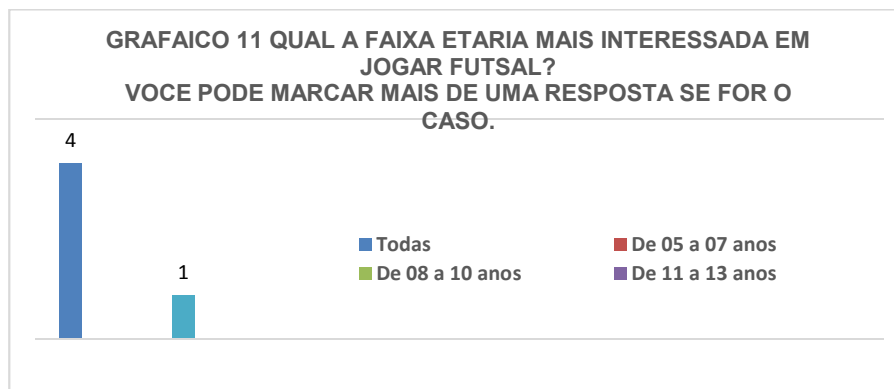 GRAFAICO 11 QUAL A FAIXA ETARIA MAIS INTERESSADA EM
JOGAR FUTSAL?
VOCE PODE MARCAR MAIS DE UMA RESPOSTA SE FOR O
CASO.
4
1
Todas
De 05 a 07 anos
De 08 a 10 anos
De 11 a 13 anos